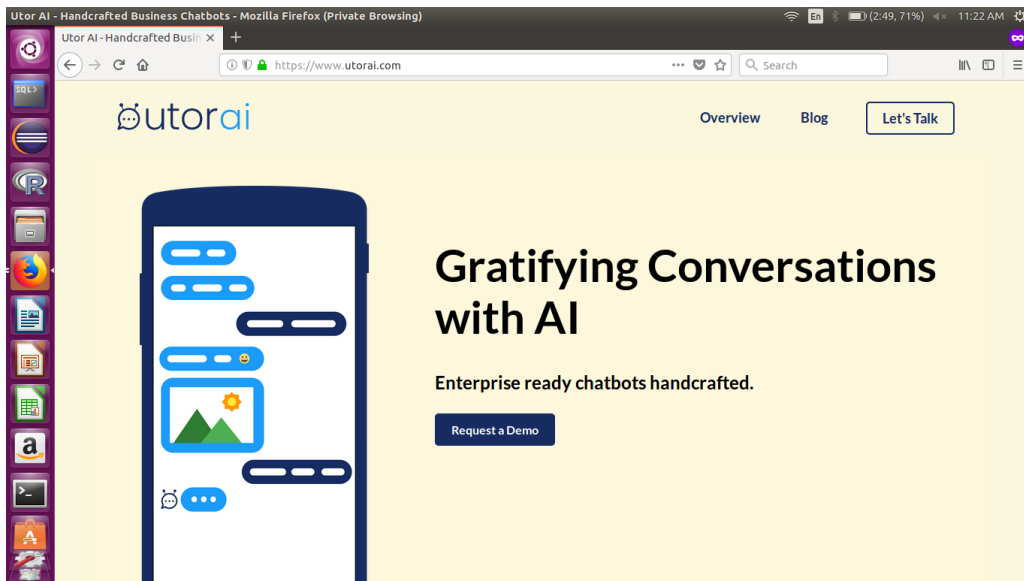 Utor AI - Handcrafted Business Chatbots - Mozilla Firefox (Private Browsing)
En
(2:49, 71%)
11:22 AM
Utor AI - Handcrafted Busin
https://www.utorai.com
Search
SQL>
utorai
Overview
Blog
Let's Talk
R
Gratifying Conversations
with AI
Enterprise ready chatbots handcrafted.
Request a Demo
a
>_
A